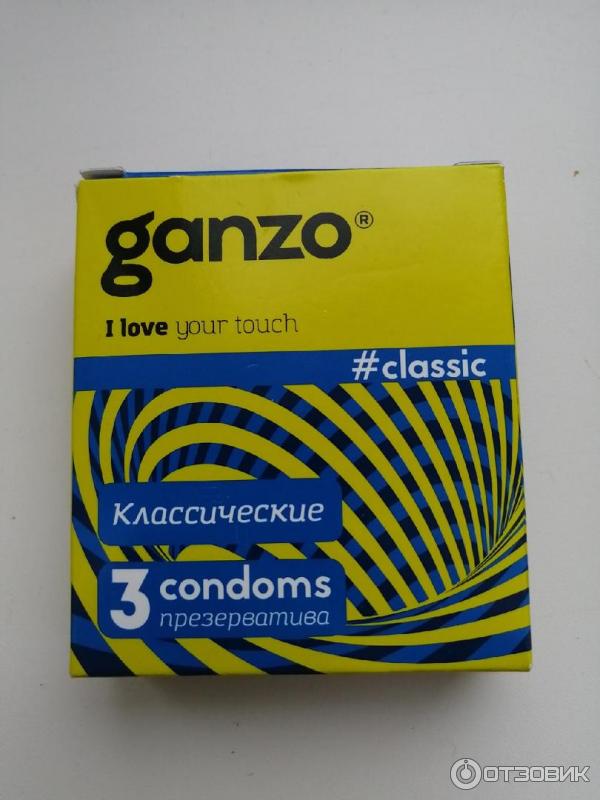 ganzo®
I love your touch
#classic
Классические
3 condoms
презерватива
ОТЗОВИК